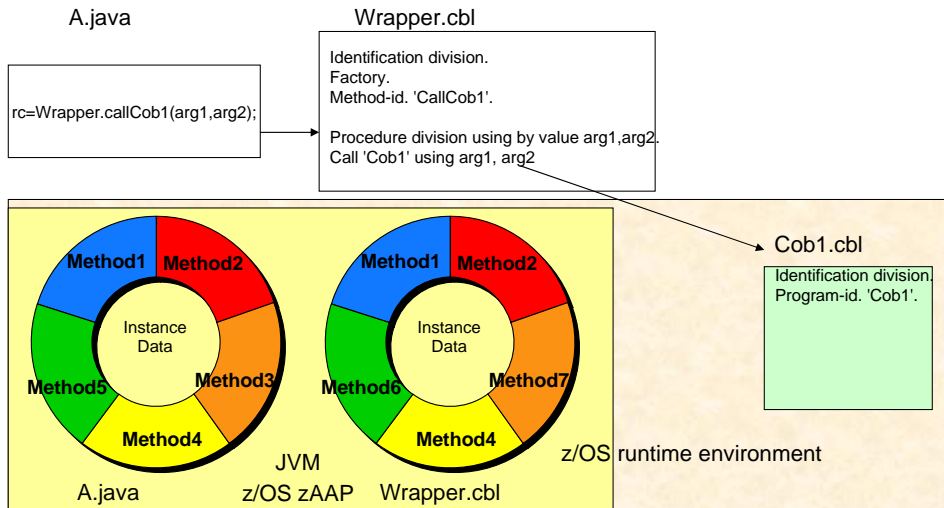 A.java
Wrapper.cbl
rc=Wrapper.callCob1(arg1,arg2);
Identification division.
Factory.
Method-id. 'CallCob1'.
Procedure division using by value arg1,arg2.
Call 'Cob1' using arg1, arg2
Cob1.cbl
Identification division.
Program-id. 'Cob1'.
Method1
Method2
Instance
Data
Method5
Method3
Method4
Method1
Method2
Instance
Data
Method6
Method7
Method4
JVM
z/OS runtime environment
A.java
z/OS zAAP
Wrapper.cbl